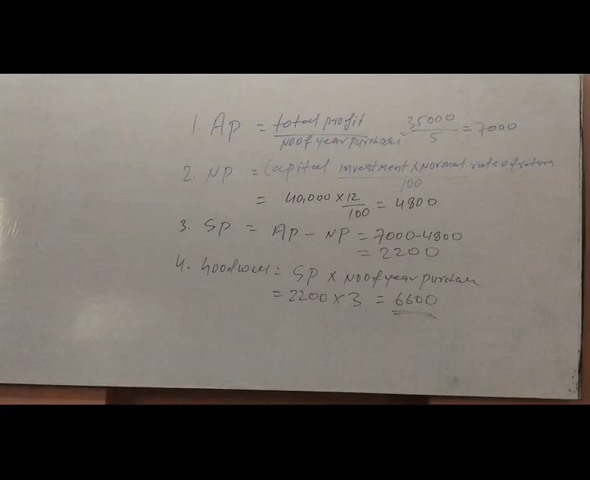 1. Ap = total profit / No of year purchase = 35000 / 5 = 7000
2. NP = Capital investment x Normal rate of return / 100
= 40,000 x 12 / 100 = 4800
3. SP = AP - NP = 7000-4800
= 2200
4. Goodwill = SP x No of year purchase
= 2200 x 3 = 6600